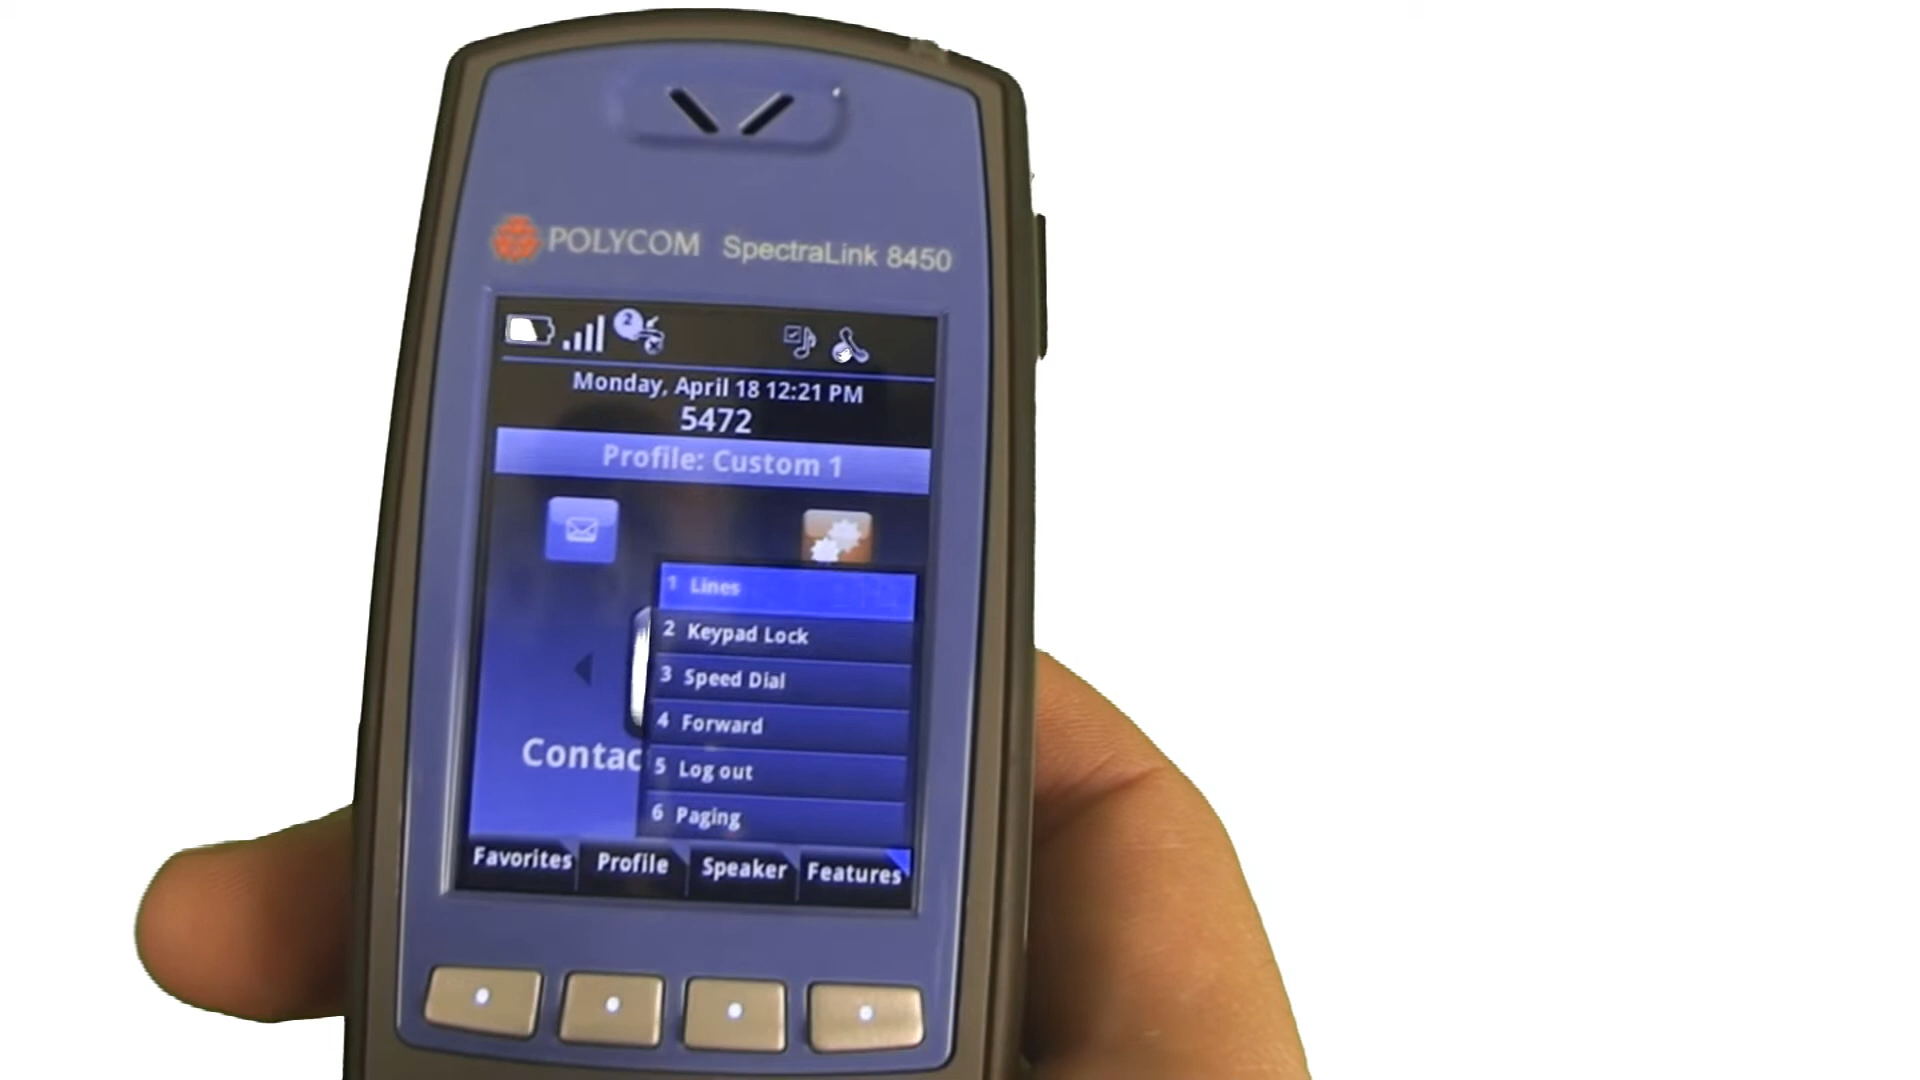 POLYCOM SpectraLink 8450
2
Monday, April 18 12:21 PM
5472
Profile: Custom 1
1 Lines
2 Keypad Lock
3 Speed Dial
4 Forward
Contac
5 Log out
6 Paging
Favorites Profile Speaker Features